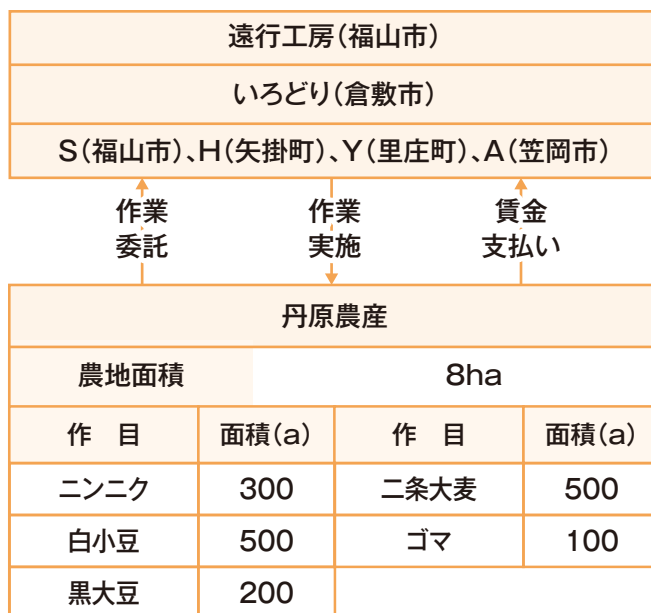 遠行工房（福山市）
いろどり（倉敷市）
S（福山市）、H（矢掛町）、Y（里庄町）、A（笠岡市）
作業
委託
作業
実施
賃金
支払い
丹原農産
農地面積 8ha
作　目 面積（a） 作　目 面積（a）
ニンニク 300 二条大麦 500
白小豆 500 ゴマ 100
黒大豆 200